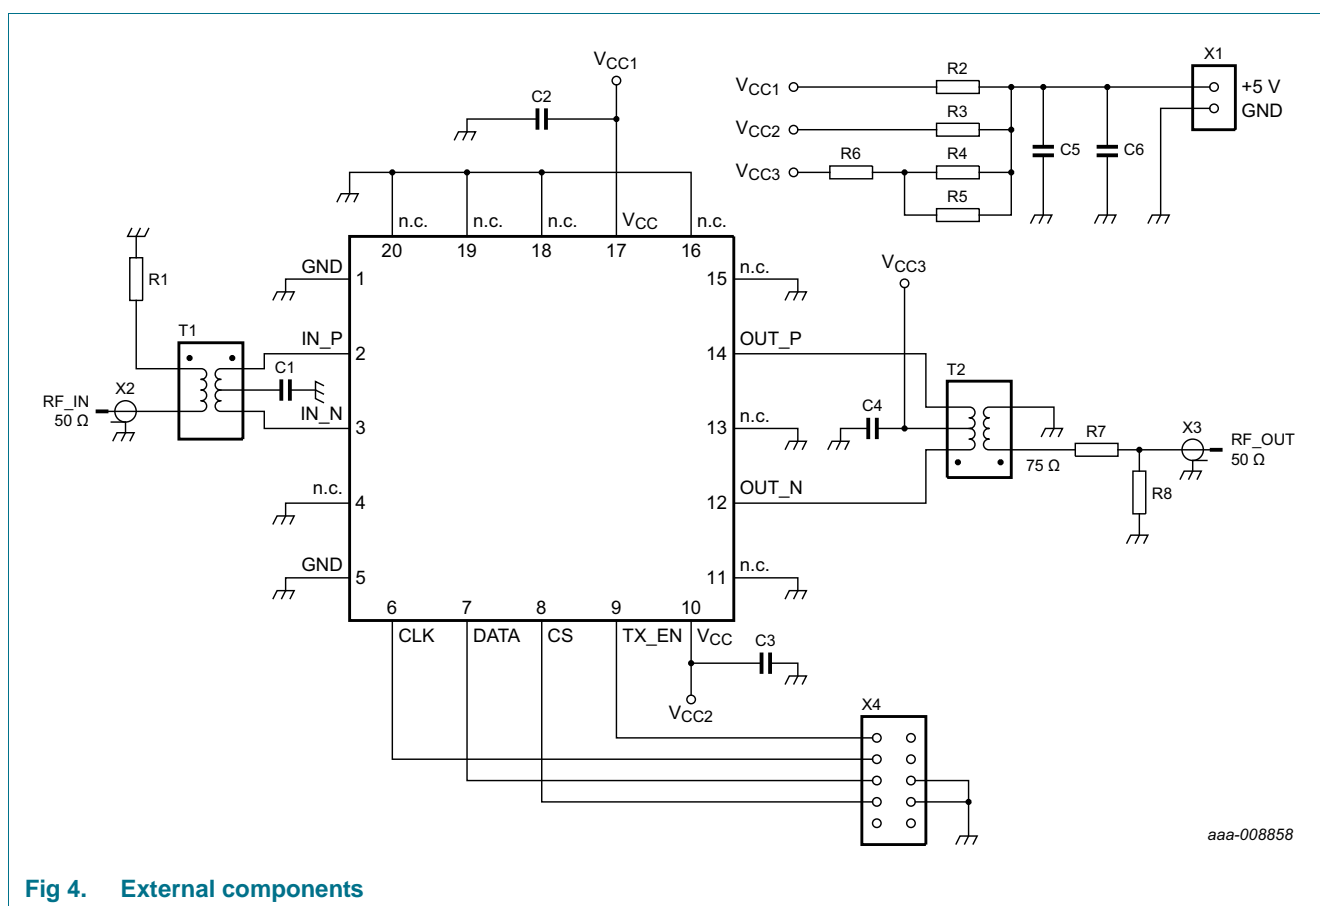 VCC1
C2
VCC1
R2
X1
+5 V
GND
VCC2
R3
VCC3
R6
R4
R5
C5
C6
n.c.
n.c.
n.c.
VCC
n.c.
20
19
18
17
16
R1
GND
1
15
n.c.
VCC3
T1
IN_P
2
14
OUT_P
C1
X2
RF_IN
50 Ω
IN_N
3
13
n.c.
T2
C4
R7
X3
RF_OUT
50 Ω
75 Ω
R8
n.c.
4
12
OUT_N
GND
5
11
n.c.
6
7
8
9
10
CLK
DATA
CS
TX_EN
VCC
C3
VCC2
X4
aaa-008858
Fig 4. External components